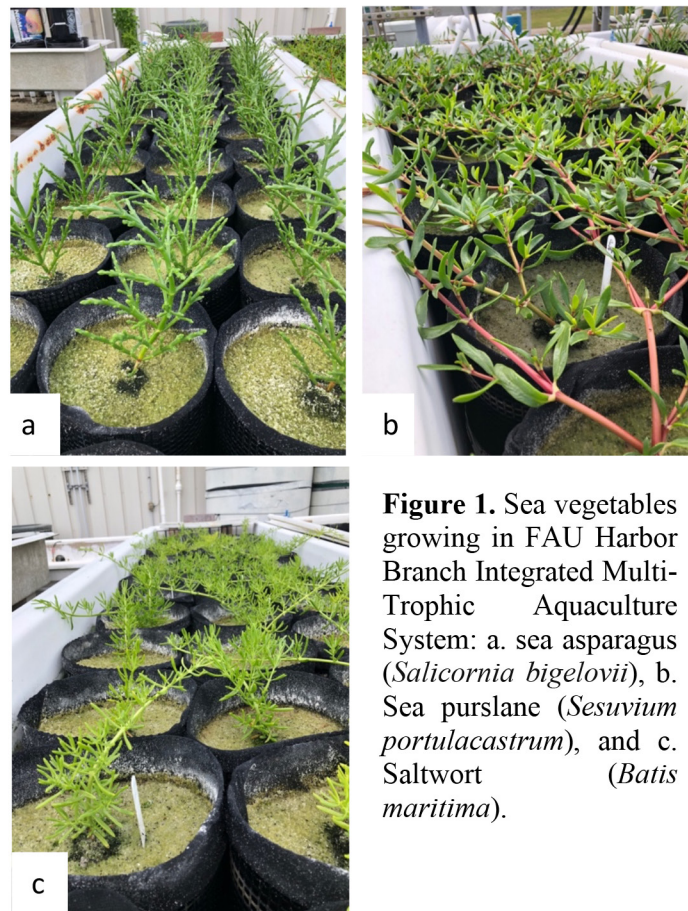 a
b
c
Figure 1. Sea vegetables
growing in FAU Harbor
Branch Integrated Multi-
Trophic Aquaculture
System: a. sea asparagus
(Salicornia bigelovii), b.
Sea purslane (Sesuvium
portulacastrum), and c.
Saltwort (Batis
maritima).